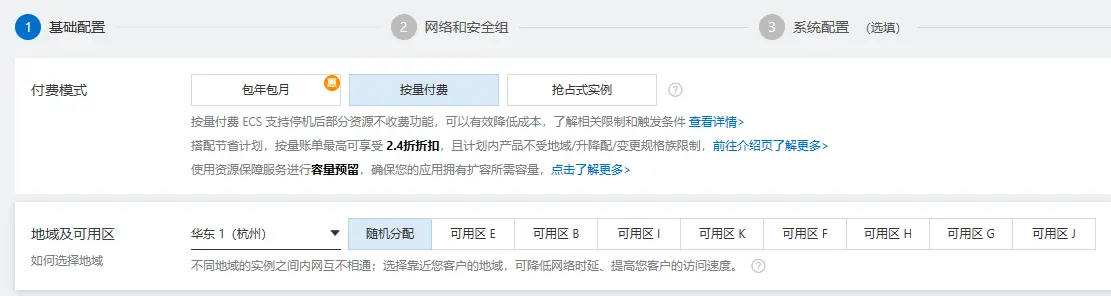 1 基础配置 2 网络和安全组 3 系统配置 (选填)
付费模式 包年包月 惠 按量付费 抢占式实例 ?
按量付费 ECS 支持停机后部分资源不收费功能，可以有效降低成本，了解相关限制和触发条件 查看详情>
搭配节省计划，按量账单最高可享受 2.4折折扣，且计划内产品不受地域/升降配/变更规格族限制，前往介绍页了解更多>
使用资源保障服务进行容量预留，确保您的应用拥有扩容所需容量，点击了解更多>
地域及可用区 华东 1（杭州） 随机分配 可用区 E 可用区 B 可用区 I 可用区 K 可用区 F 可用区 H 可用区 G 可用区 J
如何选择地域 不同地域的实例之间内网互不相通；选择靠近您客户的地域，可降低网络时延、提高您客户的访问速度。 ?